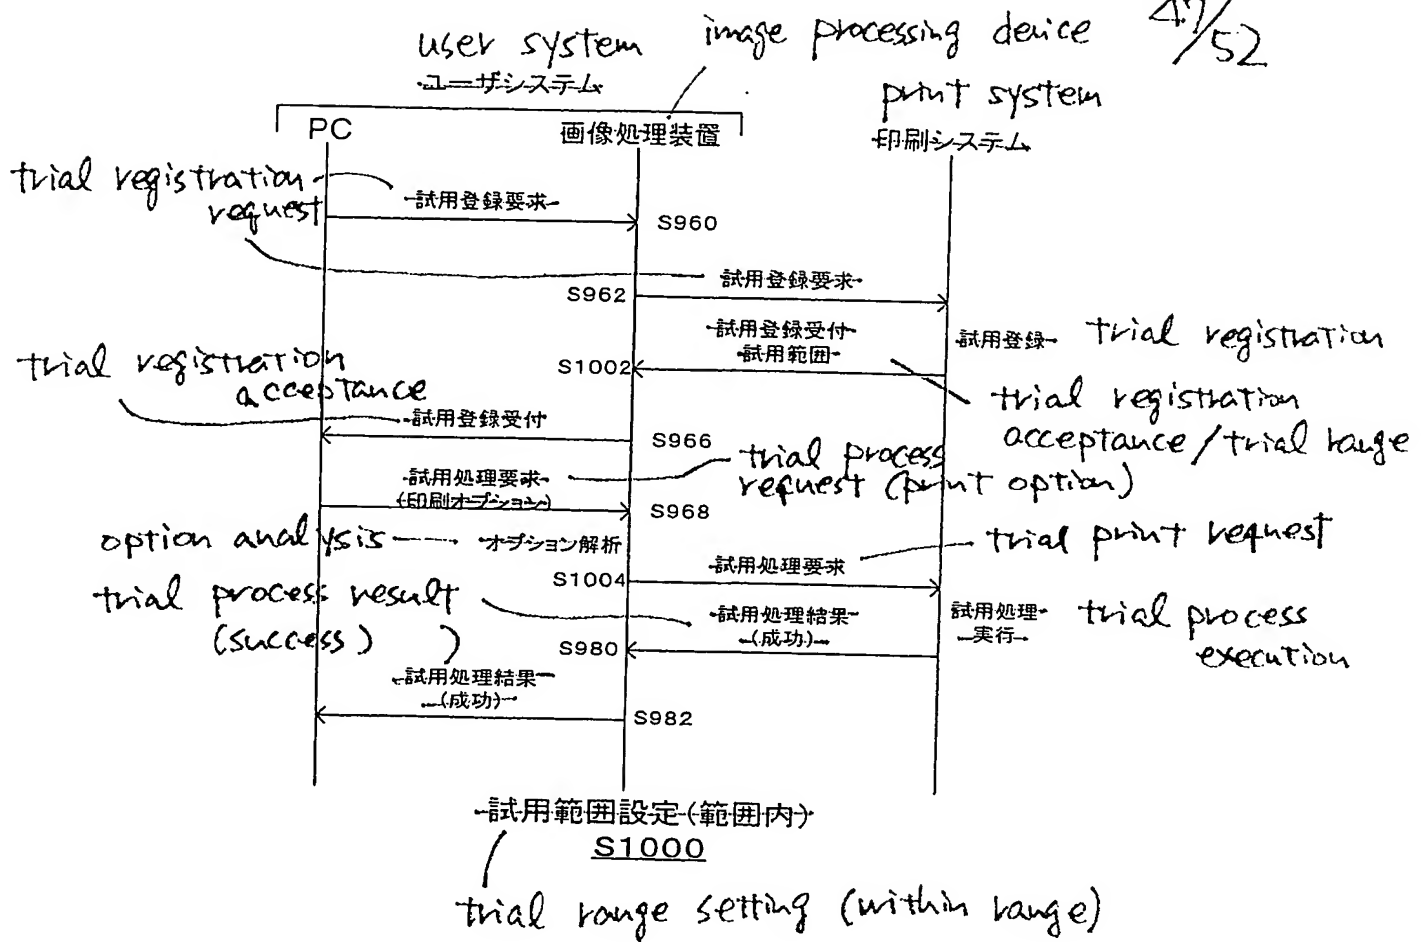 47/52
user system
image processing device
ユーザシステム
print system
PC
画像処理装置
印刷システム
trial registration
request
試用登録要求
S960
試用登録要求
S962
試用登録受付
試用範囲
試用登録
trial registration
S1002
trial registration
acceptance
trial registration
acceptance/trial range
試用登録受付
S966
試用処理要求
(印刷オプション)
trial process
request (print option)
S968
option analysis
オプション解析
trial print request
試用処理要求
S1004
trial process result
(success)
試用処理結果
(成功)
試用処理
実行
trial process
execution
S980
試用処理結果
(成功)
S982
試用範囲設定(範囲内)
S1000
trial range setting (within range)